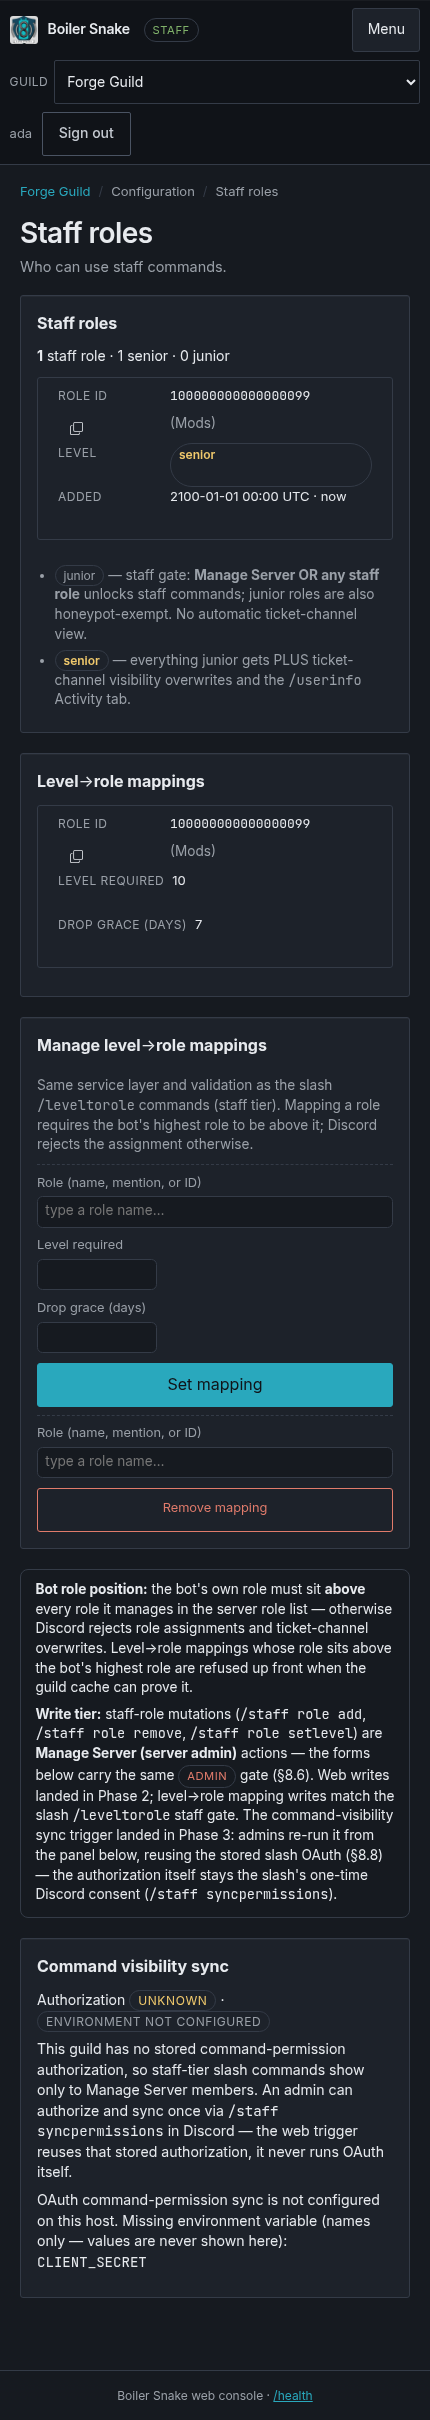 Boiler Snake STAFF Menu
GUILD Forge Guild
ada Sign out
Forge Guild / Configuration / Staff roles
Staff roles
Who can use staff commands.
Staff roles
1 staff role · 1 senior · 0 junior
ROLE ID 100000000000000099
(Mods)
LEVEL senior
ADDED 2100-01-01 00:00 UTC · now
• junior — staff gate: Manage Server OR any staff
role unlocks staff commands; junior roles are also
honeypot-exempt. No automatic ticket-channel
view.
• senior — everything junior gets PLUS ticket-
channel visibility overwrites and the /userinfo
Activity tab.
Level→role mappings
ROLE ID 100000000000000099
(Mods)
LEVEL REQUIRED 10
DROP GRACE (DAYS) 7
Manage level→role mappings
Same service layer and validation as the slash
/leveltorole commands (staff tier). Mapping a role
requires the bot's highest role to be above it; Discord
rejects the assignment otherwise.
Role (name, mention, or ID)
type a role name…
Level required
Drop grace (days)
Set mapping
Role (name, mention, or ID)
type a role name…
Remove mapping
Bot role position: the bot's own role must sit above
every role it manages in the server role list — otherwise
Discord rejects role assignments and ticket-channel
overwrites. Level→role mappings whose role sits above
the bot's highest role are refused up front when the
guild cache can prove it.
Write tier: staff-role mutations (/staff role add,
/staff role remove, /staff role setlevel) are
Manage Server (server admin) actions — the forms
below carry the same ADMIN gate (§8.6). Web writes
landed in Phase 2; level→role mapping writes match the
slash /leveltorole staff gate. The command-visibility
sync trigger landed in Phase 3: admins re-run it from
the panel below, reusing the stored slash OAuth (§8.8)
— the authorization itself stays the slash's one-time
Discord consent (/staff syncpermissions).
Command visibility sync
Authorization UNKNOWN ·
ENVIRONMENT NOT CONFIGURED
This guild has no stored command-permission
authorization, so staff-tier slash commands show
only to Manage Server members. An admin can
authorize and sync once via /staff
syncpermissions in Discord — the web trigger
reuses that stored authorization, it never runs OAuth
itself.
OAuth command-permission sync is not configured
on this host. Missing environment variable (names
only — values are never shown here):
CLIENT_SECRET
Boiler Snake web console · /health